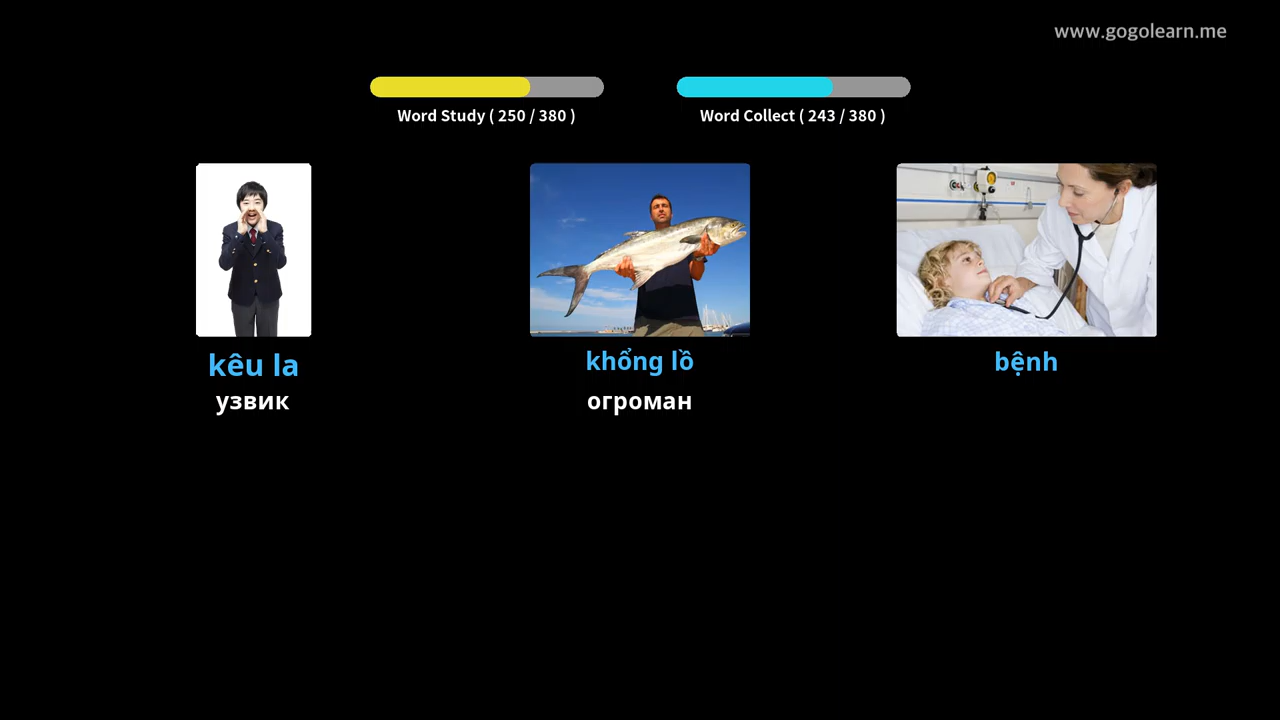 www.gogolearn.me
Word Study ( 250 / 380 )
Word Collect ( 243 / 380 )
kêu la
khổng lồ
bệnh
узвик
огроман